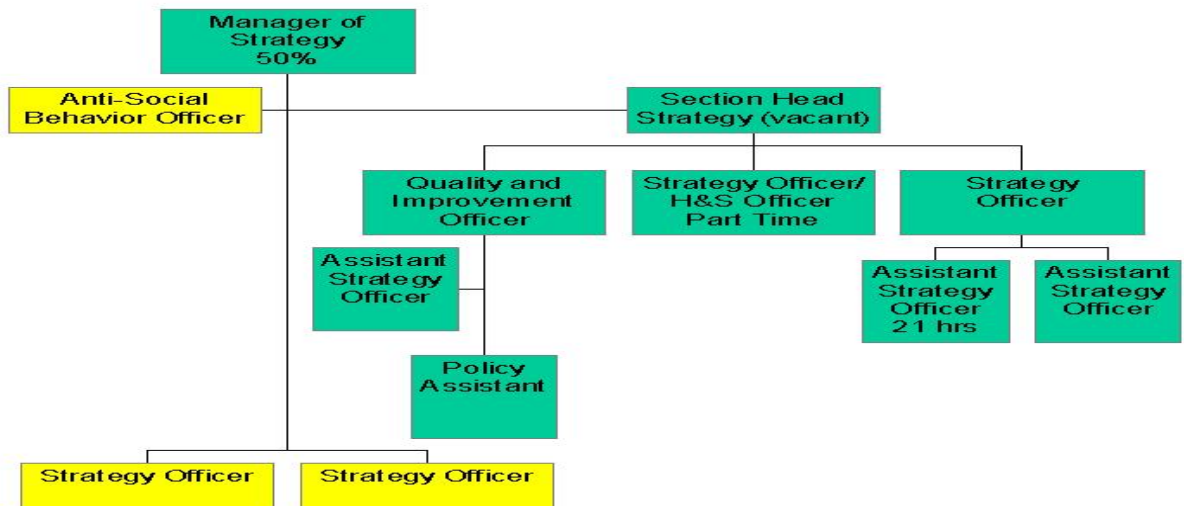 Manager of
Strategy
50%
Anti-Social
Behavior Officer
Section Head
Strategy (vacant)
Quality and
Improvement
Officer
Strategy Officer/
H&S Officer
Part Time
Strategy
Officer
Assistant
Strategy
Officer
Assistant
Strategy
Officer
21 hrs
Assistant
Strategy
Officer
Policy
Assistant
Strategy Officer
Strategy Officer